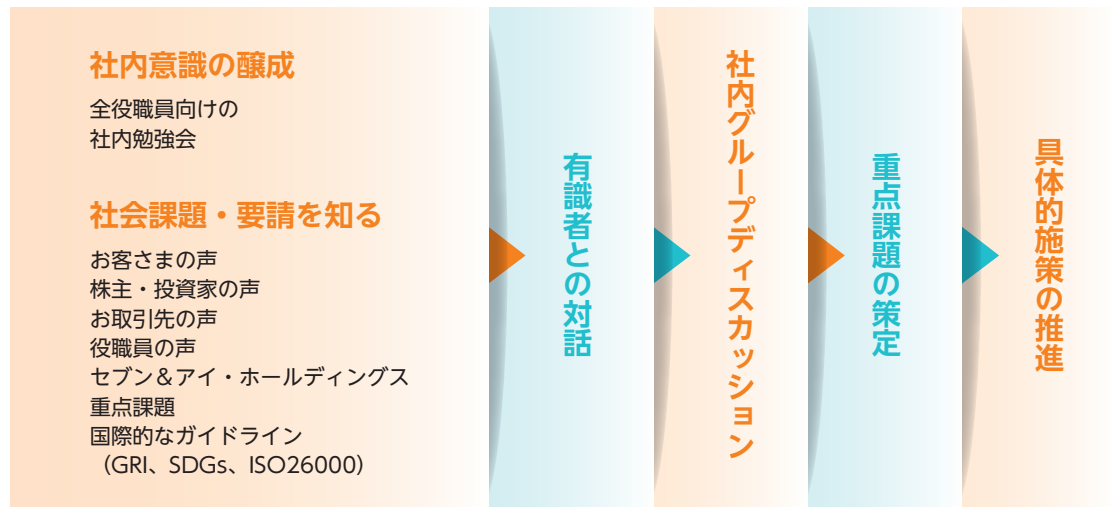 社内意識の醸成
全役職員向けの
社内勉強会
社会課題・要請を知る
お客さまの声
株主・投資家の声
お取引先の声
役職員の声
セブン＆アイ・ホールディングス
重点課題
国際的なガイドライン
（GRI、SDGs、ISO26000）
有識者との対話
社内グループディスカッション
重点課題の策定
具体的施策の推進